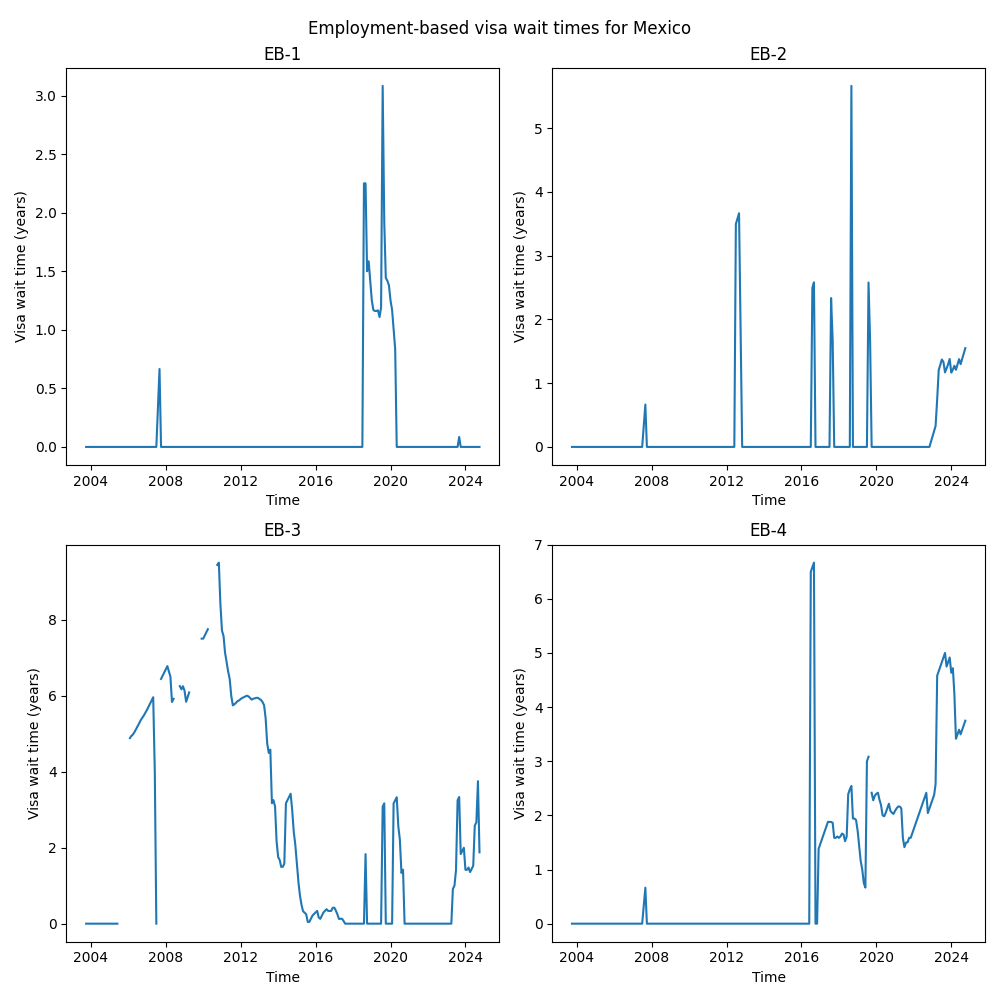 Employment-based visa wait times for Mexico
EB-1
Visa wait time (years)
3.0
2.5
2.0
1.5
1.0
0.5
0.0
2004 2008 2012 2016 2020 2024
Time
EB-2
Visa wait time (years)
5
4
3
2
1
0
2004 2008 2012 2016 2020 2024
Time
EB-3
Visa wait time (years)
8
6
4
2
0
2004 2008 2012 2016 2020 2024
Time
EB-4
Visa wait time (years)
7
6
5
4
3
2
1
0
2004 2008 2012 2016 2020 2024
Time